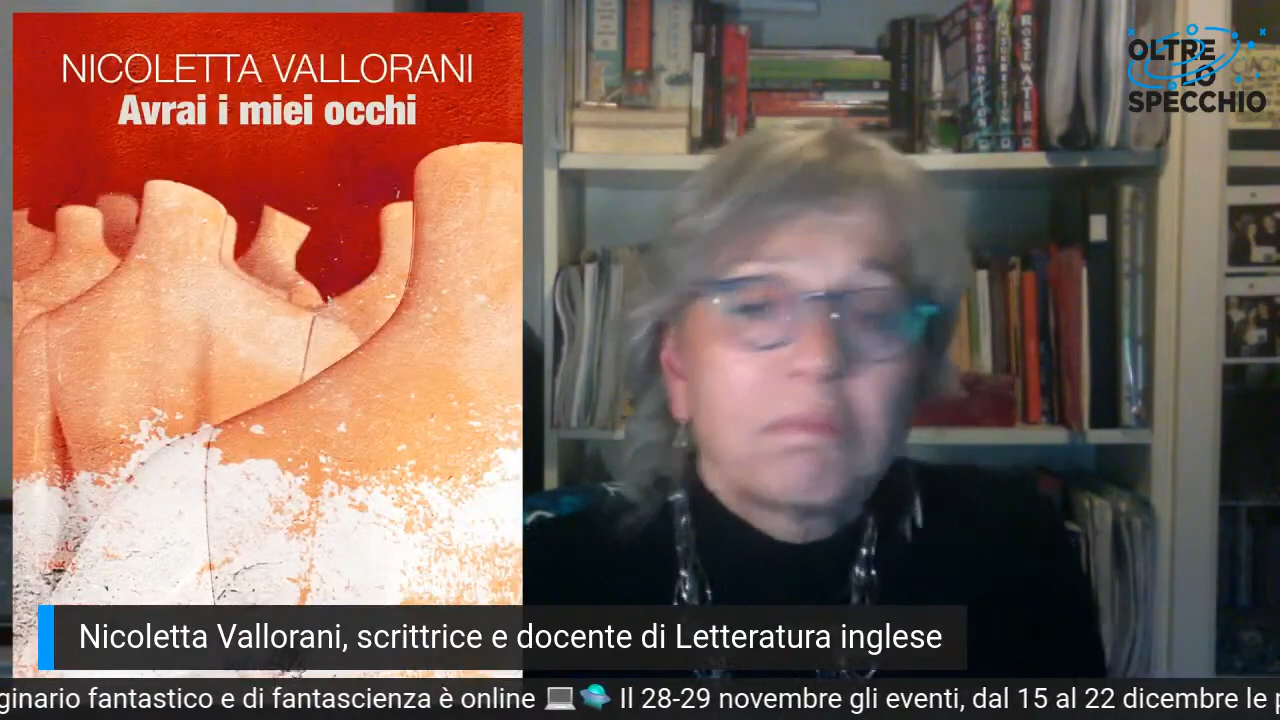 NICOLETTA VALLORANI
Avrai i miei occhi
OLTRE
LO
SPECCHIO
ROSEWATER
Nicoletta Vallorani, scrittrice e docente di Letteratura inglese
ginario fantastico e di fantascienza è online 💻🛸 Il 28-29 novembre gli eventi, dal 15 al 22 dicembre le p